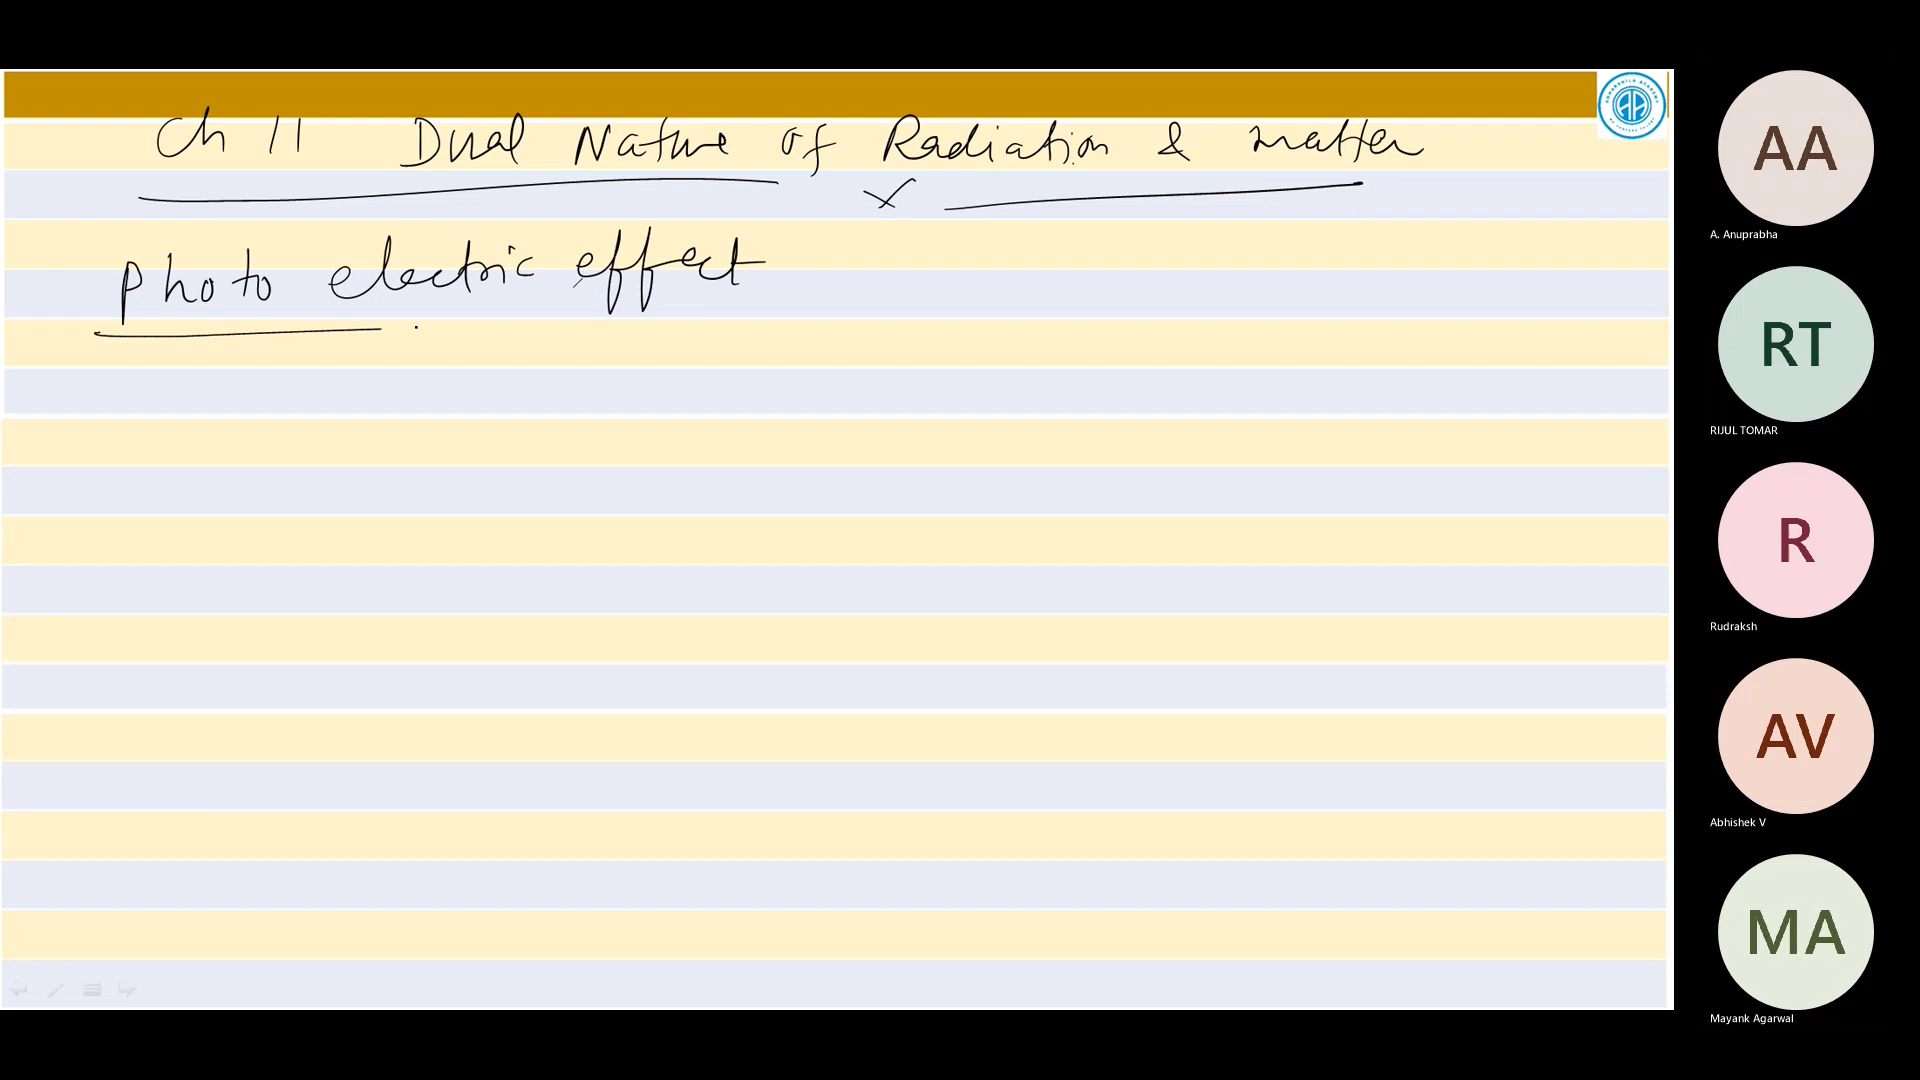 Ch 11 Dual Nature of Radiation & matter
Photo electric effect
AA
A. Anuprabha
RT
RIJUL TOMAR
R
Rudraksh
AV
Abhishek V
MA
Mayank Agarwal